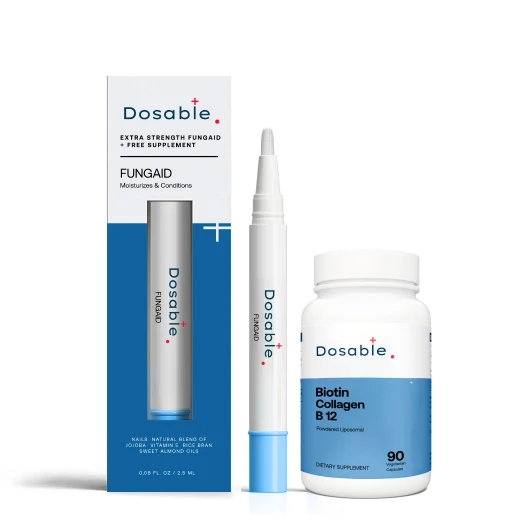 Dosable
EXTRA STRENGTH FUNGAID
+ FREE SUPPLEMENT
FUNGAID
Moisturizes & Conditions
Dosable
FUNGAID
NAILS NATURAL BLEND OF
JOJOBA VITAMIN E RICE BRAN
SWEET ALMOND OILS
0,08 FL. OZ / 2,5 ML
Dosable
FUNGAID
Dosable
Biotin
Collagen
B 12
Powdered Liposomal
DIETARY SUPPLEMENT
90
Vegetarian
Capsules